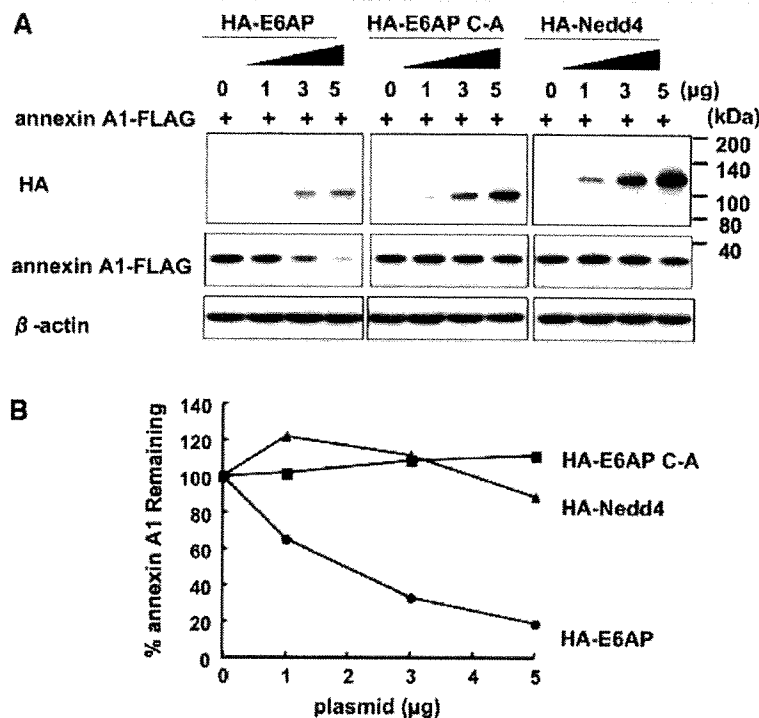 A
HA-E6AP HA-E6AP C-A HA-Nedd4
0 1 3 5 0 1 3 5 0 1 3 5 (µg)
annexin A1-FLAG + + + + + + + + + + + + (kDa)
200
140
HA
100
80
40
annexin A1-FLAG
β-actin
B
140
120
100
80
60
40
20
0
% annexin A1 Remaining
HA-E6AP C-A
HA-Nedd4
HA-E6AP
0 1 2 3 4 5
plasmid (µg)